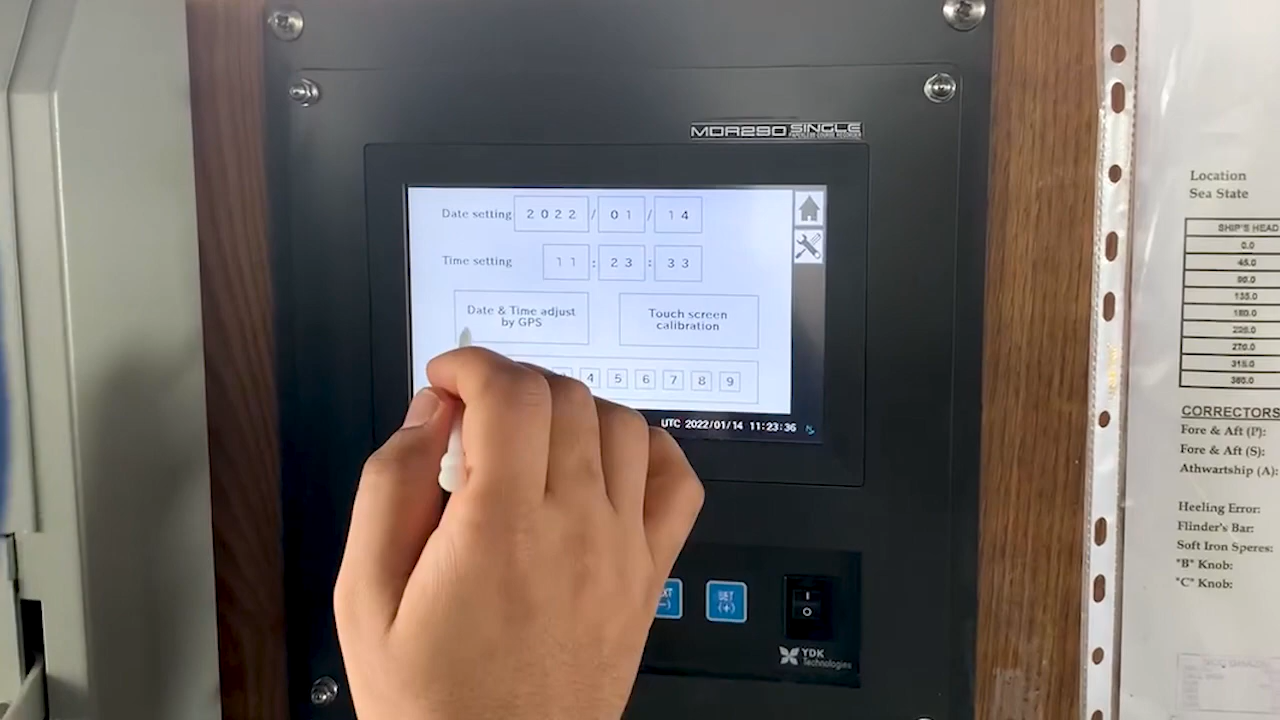 MDR290 SINGLE
PAPERLESS COURSE RECORDER
Date setting 2022 / 01 / 14
Time setting 11 : 23 : 33
Date & Time adjust
by GPS
Touch screen
calibration
4 5 6 7 8 9
UTC 2022/01/14 11:23:36
SET
(+)
YDK
Technologies
Location
Sea State
SHIP'S HEAD
0.0
45.0
90.0
135.0
180.0
225.0
270.0
315.0
360.0
CORRECTORS
Fore & Aft (P):
Fore & Aft (S):
Athwartship (A):
Heeling Error:
Flinder's Bar:
Soft Iron Speres:
"B" Knob:
"C" Knob: